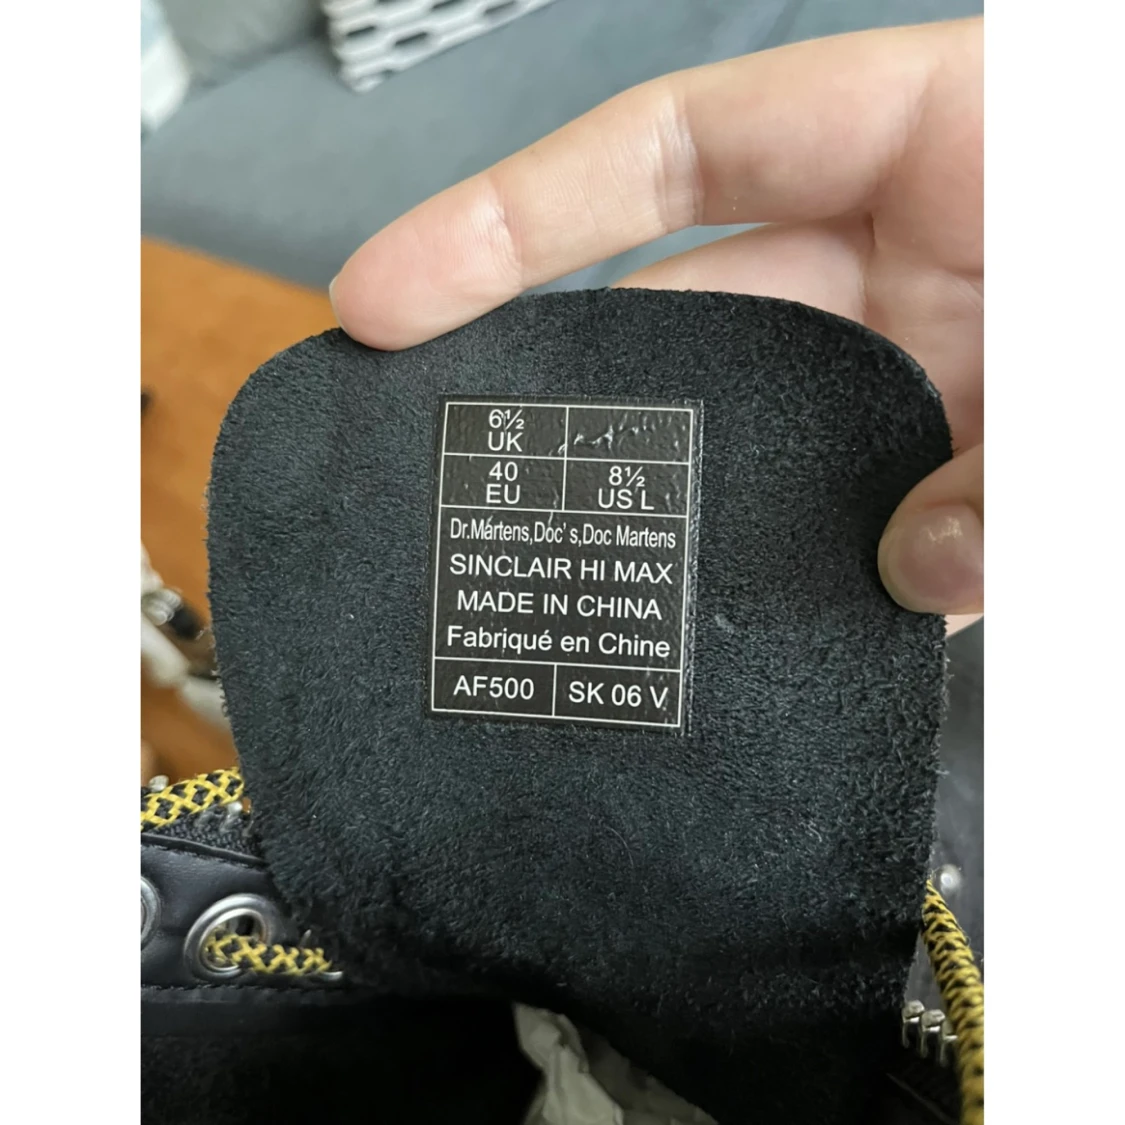 6½
UK
40
EU
8½
US L
Dr.Martens,Doc's,Doc Martens
SINCLAIR HI MAX
MADE IN CHINA
Fabriqué en Chine
AF500
SK 06 V